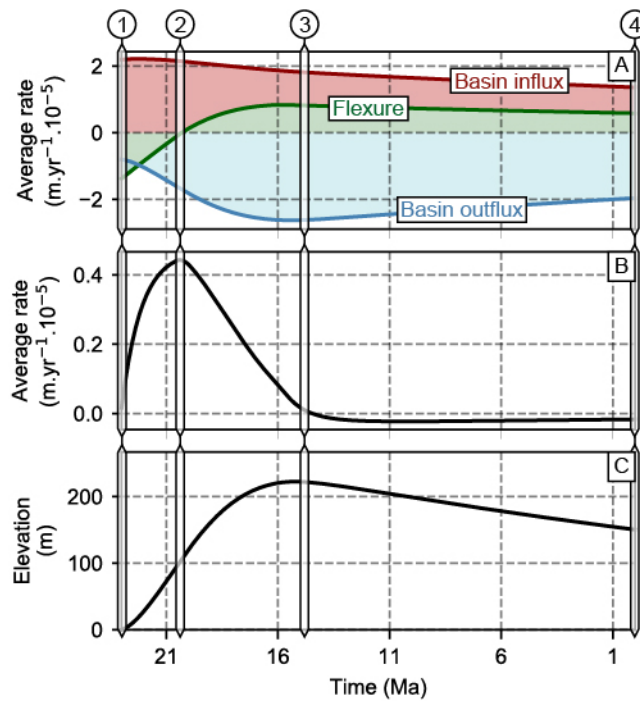 1 2 3 4
A
2
0
−2
Average rate
(m.yr⁻¹.10⁻⁵)
Basin influx
Flexure
Basin outflux
B
0.4
0.2
0.0
Average rate
(m.yr⁻¹.10⁻⁵)
C
200
100
0
Elevation
(m)
21 16 11 6 1
Time (Ma)